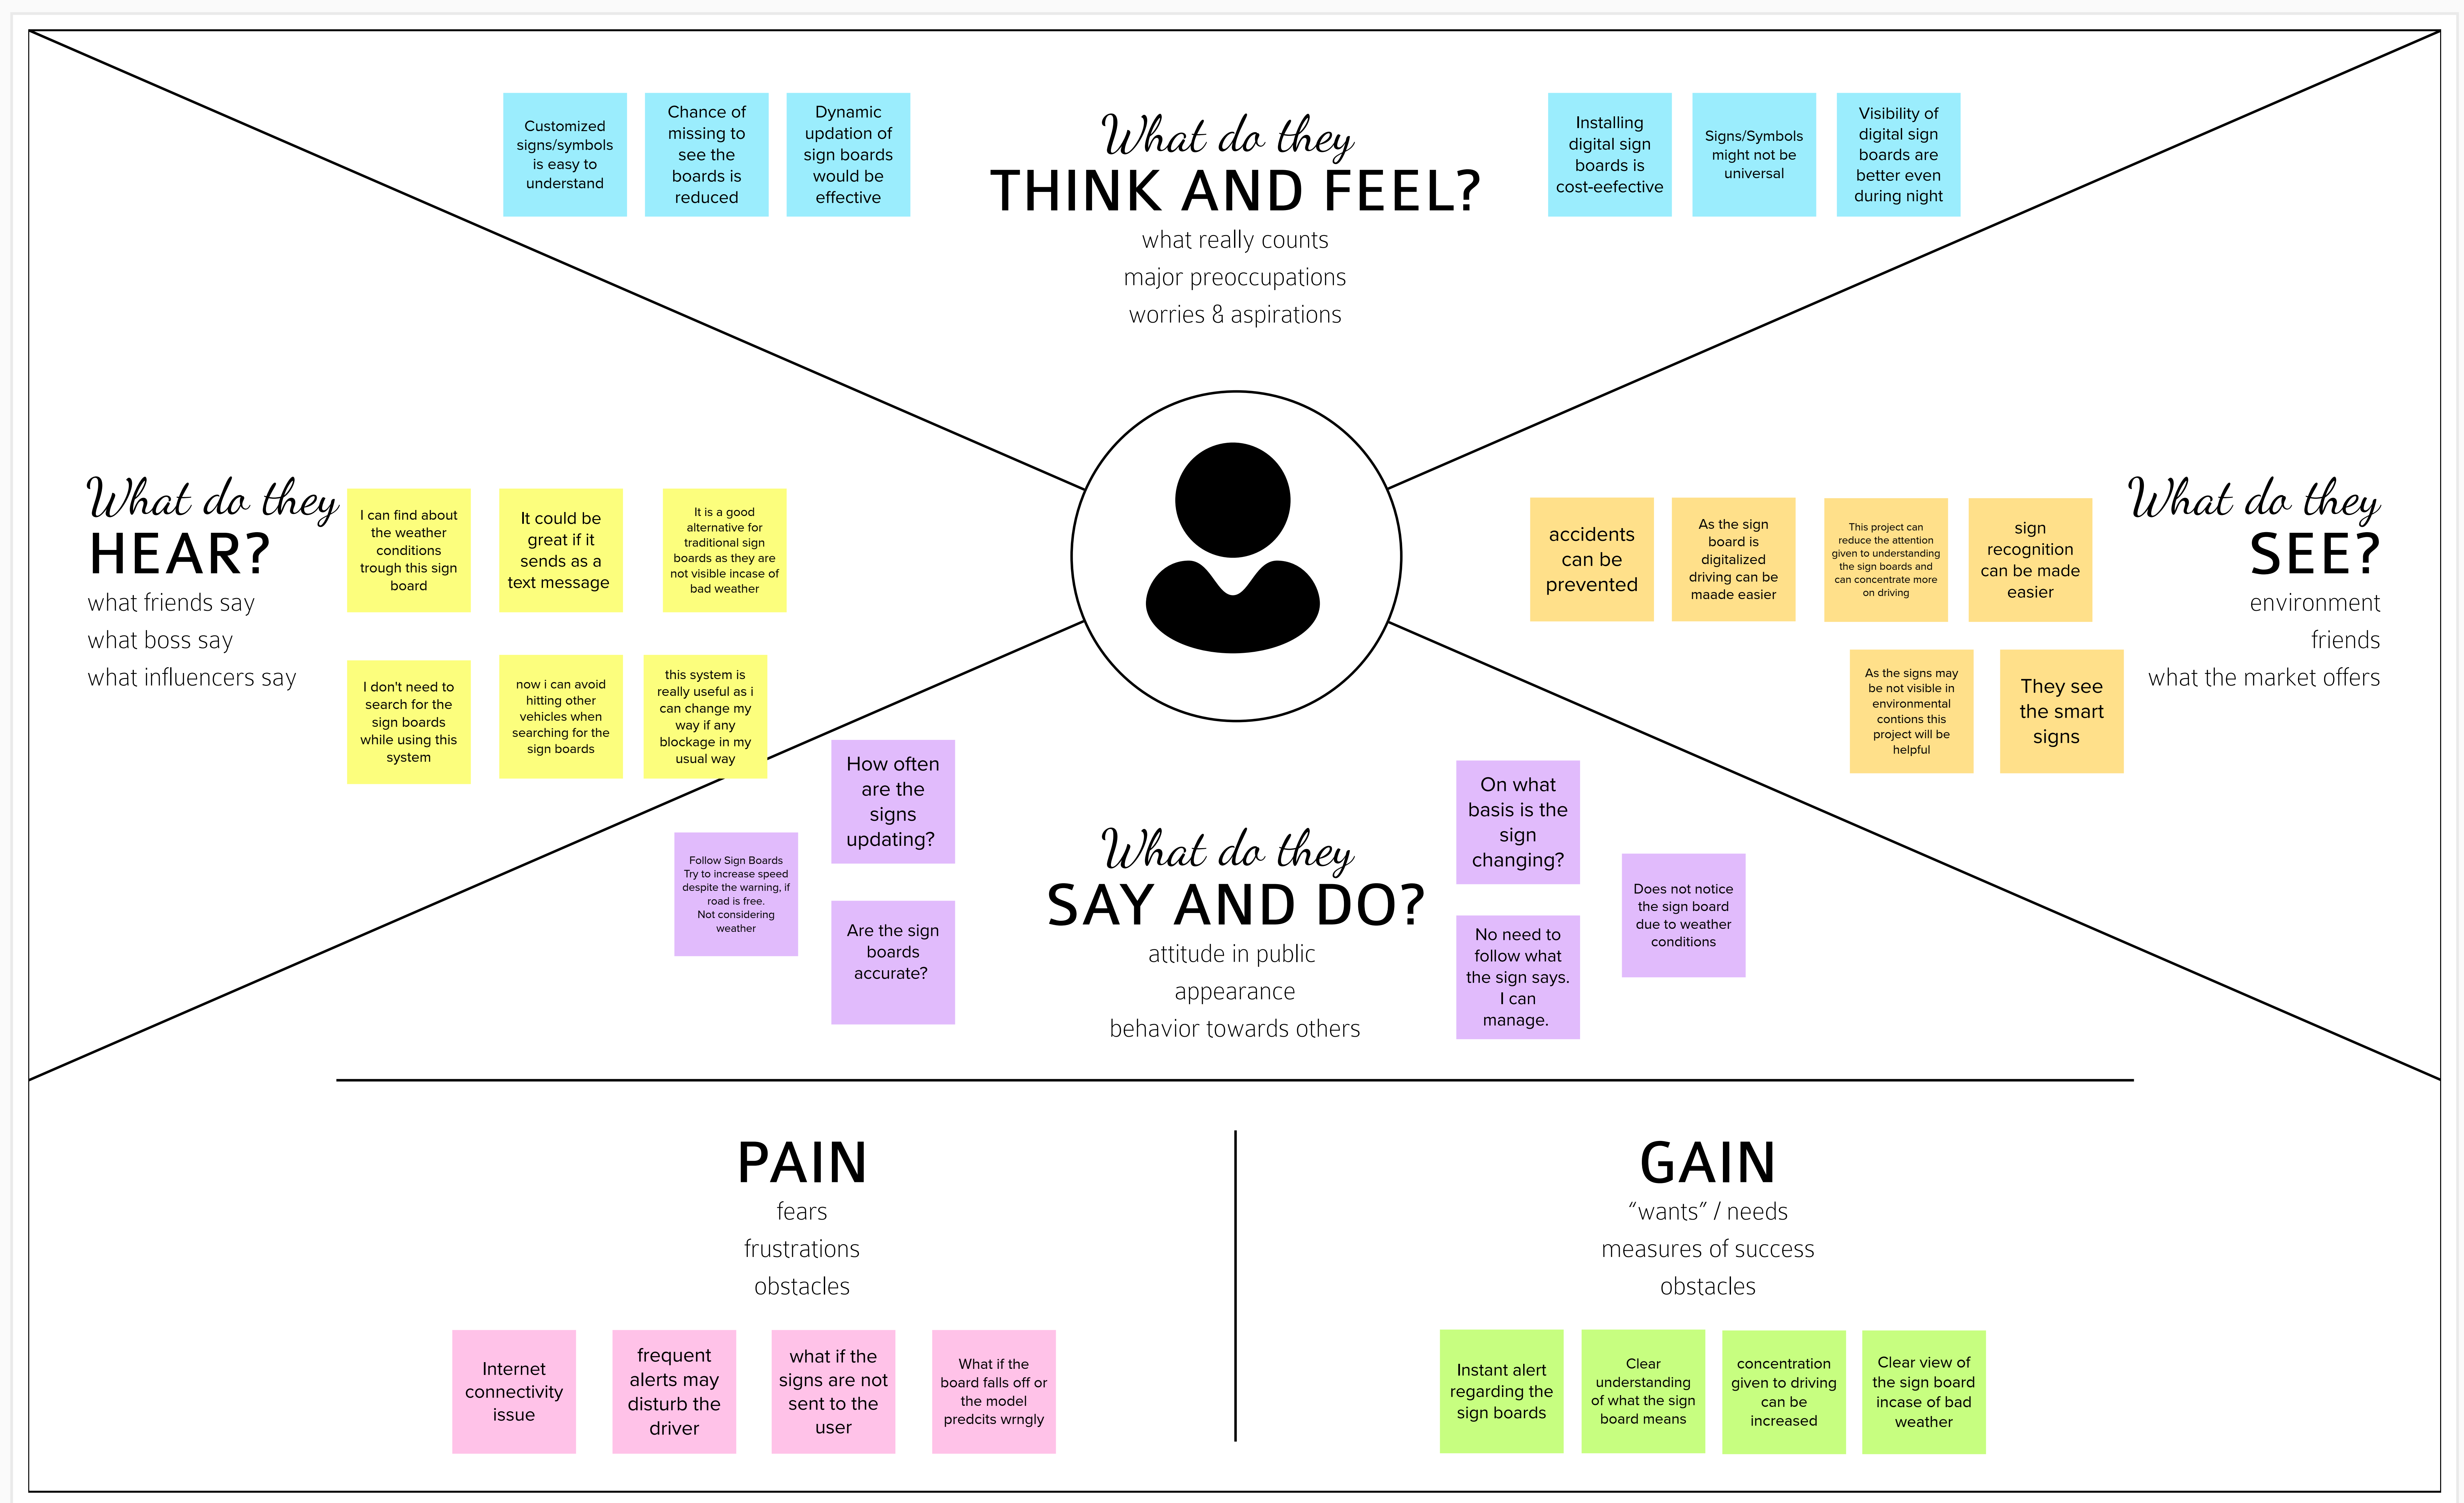 Customized
signs/symbols
is easy to
understand
Chance of
missing to
see the
boards is
reduced
Dynamic
updation of
sign boards
would be
effective
What do they
THINK AND FEEL?
what really counts
major preoccupations
worries & aspirations
Installing
digital sign
boards is
cost-eefective
Signs/Symbols
might not be
universal
Visibility of
digital sign
boards are
better even
during night
What do they
HEAR?
what friends say
what boss say
what influencers say
I can find about
the weather
conditions
trough this sign
board
It could be
great if it
sends as a
text message
It is a good
alternative for
traditional sign
boards as they are
not visible incase of
bad weather
I don't need to
search for the
sign boards
while using this
system
now i can avoid
hitting other
vehicles when
searching for the
sign boards
this system is
really useful as i
can change my
way if any
blockage in my
usual way
accidents
can be
prevented
As the sign
board is
digitalized
driving can be
maade easier
This project can
reduce the attention
given to understanding
the sign boards and
can concentrate more
on driving
sign
recognition
can be made
easier
As the signs may
be not visible in
environmental
contions this
project will be
helpful
They see
the smart
signs
What do they
SEE?
environment
friends
what the market offers
Follow Sign Boards
Try to increase speed
despite the warning, if
road is free.
Not considering
weather
How often
are the
signs
updating?
Are the sign
boards
accurate?
What do they
SAY AND DO?
attitude in public
appearance
behavior towards others
On what
basis is the
sign
changing?
No need to
follow what
the sign says.
I can
manage.
Does not notice
the sign board
due to weather
conditions
PAIN
fears
frustrations
obstacles
Internet
connectivity
issue
frequent
alerts may
disturb the
driver
what if the
signs are not
sent to the
user
What if the
board falls off or
the model
predcits wrngly
GAIN
“wants” / needs
measures of success
obstacles
Instant alert
regarding the
sign boards
Clear
understanding
of what the sign
board means
concentration
given to driving
can be
increased
Clear view of
the sign board
incase of bad
weather